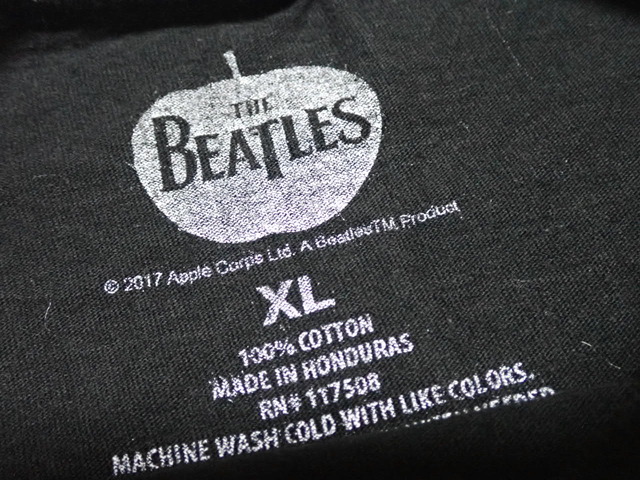 THE
BEATLES
© 2017 Apple Corps Ltd. A Beatles™ Product
XL
100% COTTON
MADE IN HONDURAS
RN# 117508
MACHINE WASH COLD WITH LIKE COLORS.